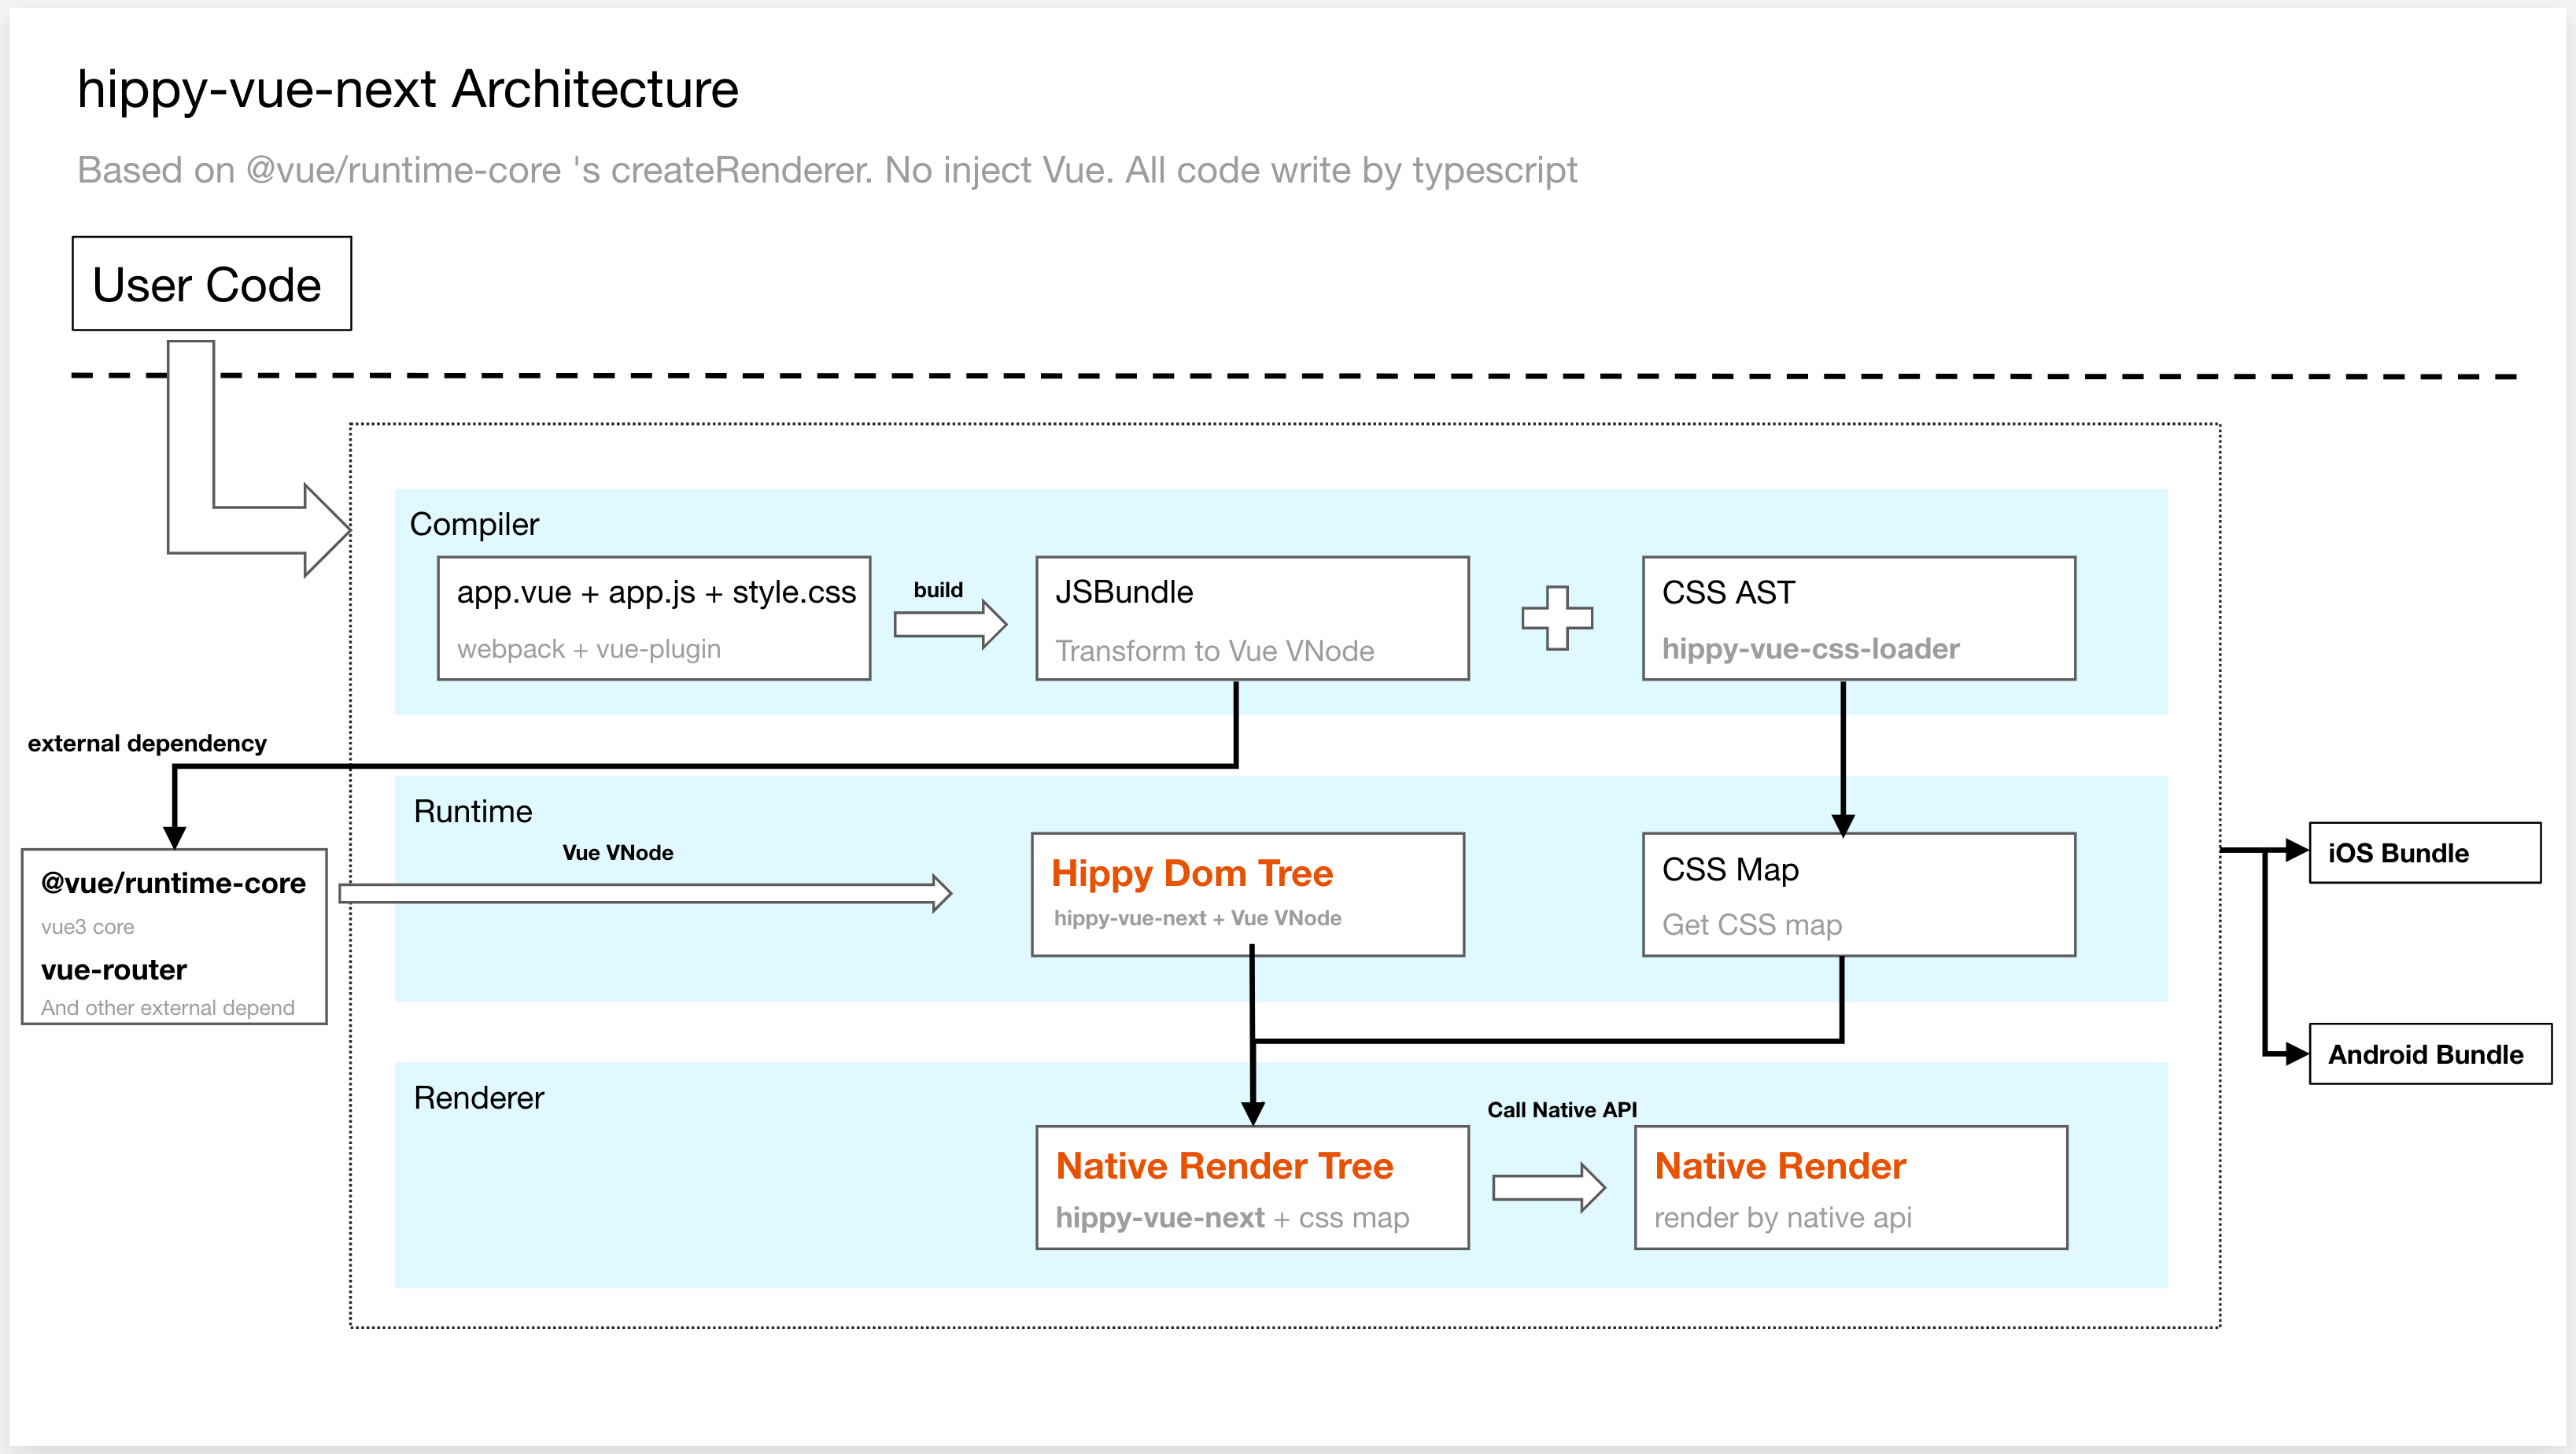 hippy-vue-next Architecture
Based on @vue/runtime-core 's createRenderer. No inject Vue. All code write by typescript
User Code
Compiler
app.vue + app.js + style.css
webpack + vue-plugin
build
JSBundle
Transform to Vue VNode
CSS AST
hippy-vue-css-loader
external dependency
@vue/runtime-core
vue3 core
vue-router
And other external depend
Runtime
Vue VNode
Hippy Dom Tree
hippy-vue-next + Vue VNode
CSS Map
Get CSS map
Renderer
Native Render Tree
hippy-vue-next + css map
Call Native API
Native Render
render by native api
iOS Bundle
Android Bundle